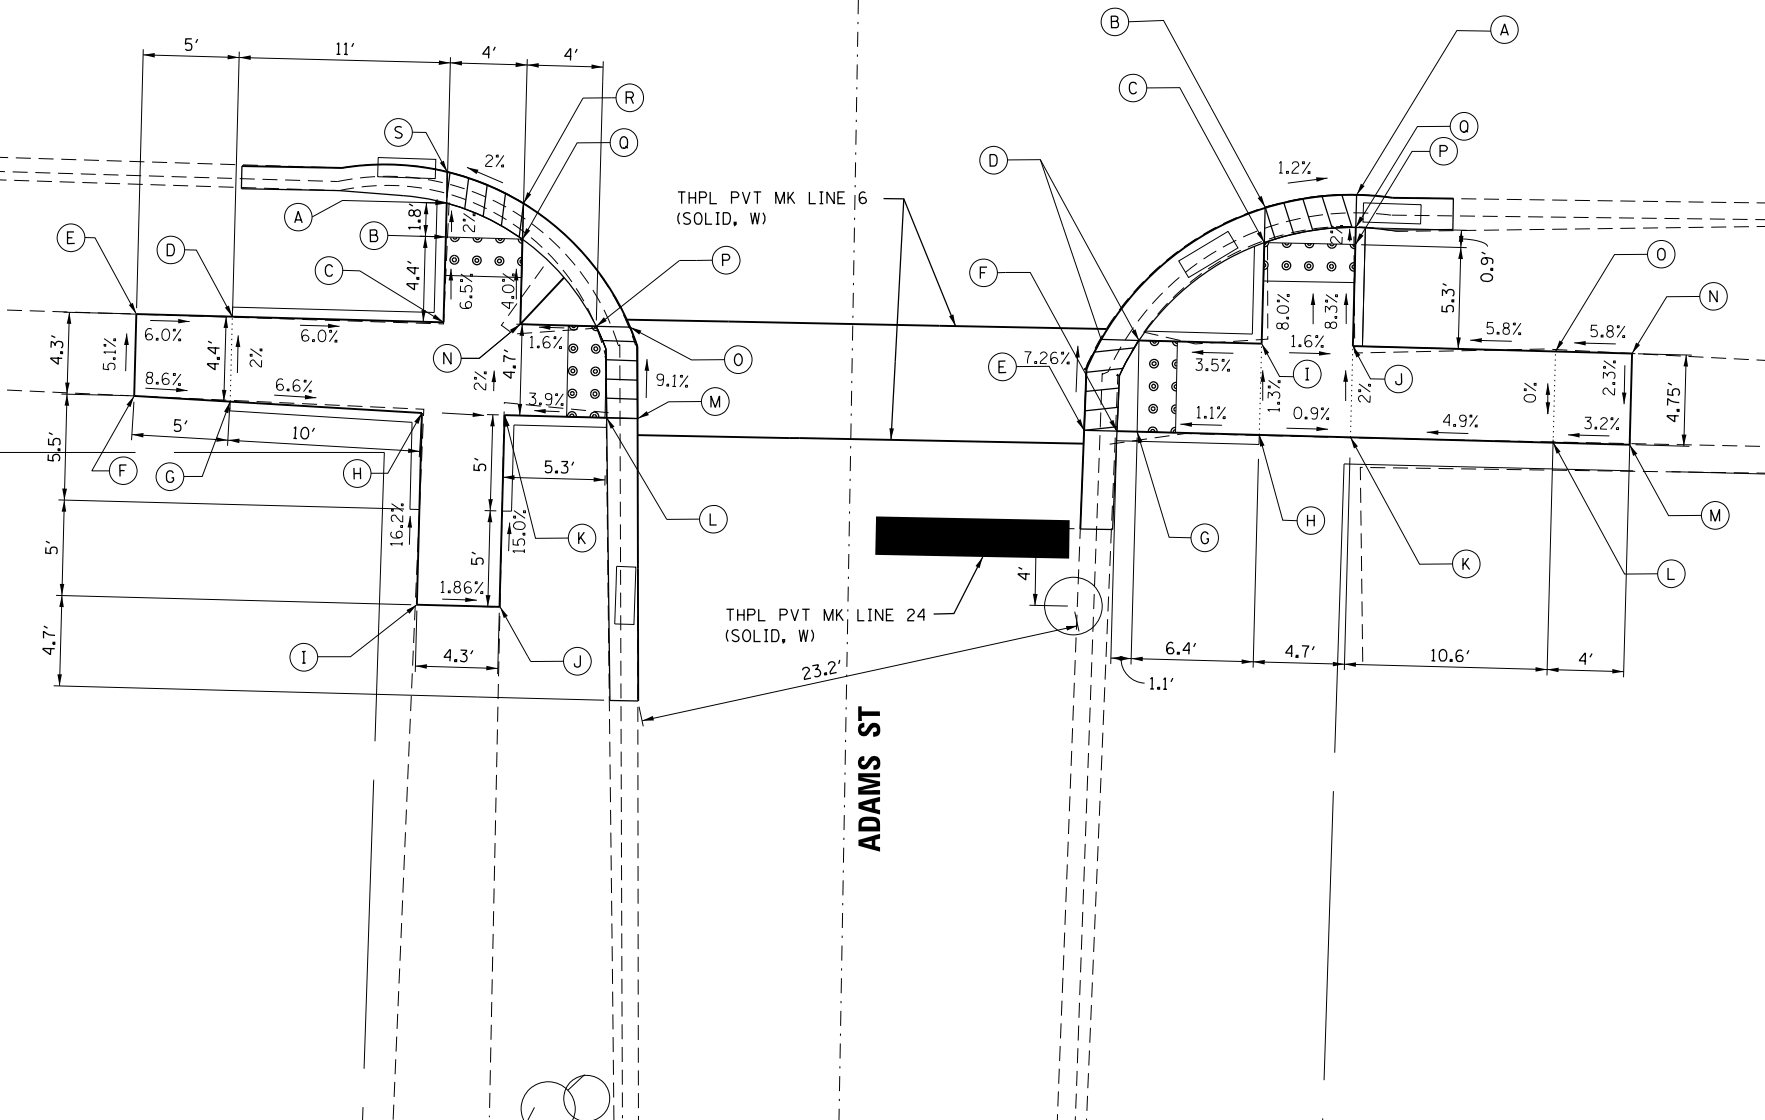 5' 11' 4' 4'
B
A
R
C
S
Q
Q
2%
P
D
1.2%
THPL PVT MK LINE 6
(SOLID, W)
A
1.8'
2%
2%
E
B
D
P
O
0.9'
C
4.4'
6.5%
4.0%
F
5.3'
8.0%
8.3%
N
6.0%
6.0%
5.8%
5.8%
4.3'
5.1%
4.4'
2%
N
1.6%
4.7'
O
7.26%
E
3.5%
1.6%
I
J
8.6%
6.6%
2%
3.9%
9.1%
M
1.1%
1.3%
0.9%
2%
4.9%
0%
3.2%
2.3%
4.75'
5' 10'
5.5'
F
G
H
5'
5.3'
16.2%
15.0%
K
L
G
H
K
L
M
5'
5'
4'
1.86%
THPL PVT MK LINE 24
(SOLID, W)
4.7'
I
4.3'
J
23.2'
6.4' 4.7' 10.6' 4'
1.1'
ADAMS ST